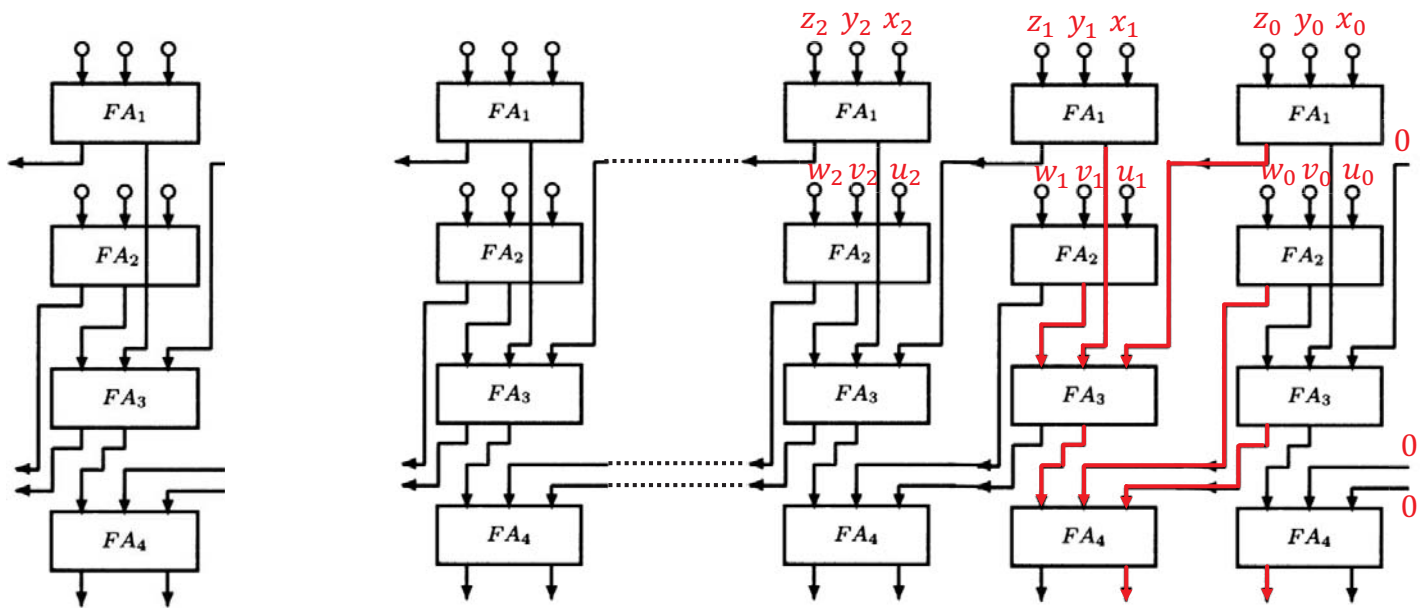 z₂ y₂ x₂ z₁ y₁ x₁ z₀ y₀ x₀
FA₁ FA₁ FA₁ FA₁ FA₁
0
w₂ v₂ u₂ w₁ v₁ u₁ w₀ v₀ u₀
FA₂ FA₂ FA₂ FA₂ FA₂
FA₃ FA₃ FA₃ FA₃ FA₃
0
0
FA₄ FA₄ FA₄ FA₄ FA₄